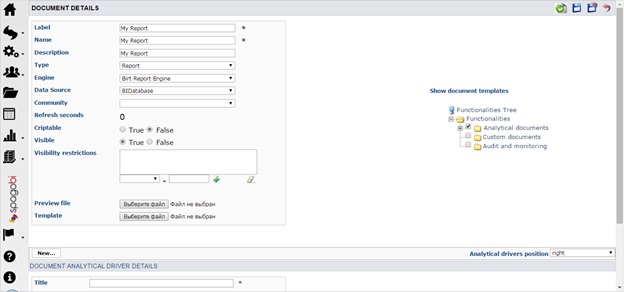 DOCUMENT DETAILS
Label My Report *
Name My Report *
Description My Report
Type Report
Engine Birt Report Engine
Data Source BIDatabase
Community
Refresh seconds 0
Criptable True False
Visible True False
Visibility restrictions
=
Preview file Выберите файл Файл не выбран
Template Выберите файл Файл не выбран
Show document templates
Functionalities Tree
Functionalities
Analytical documents
Custom documents
Audit and monitoring
spagobi
New... Analytical drivers position right
DOCUMENT ANALYTICAL DRIVER DETAILS
Title *